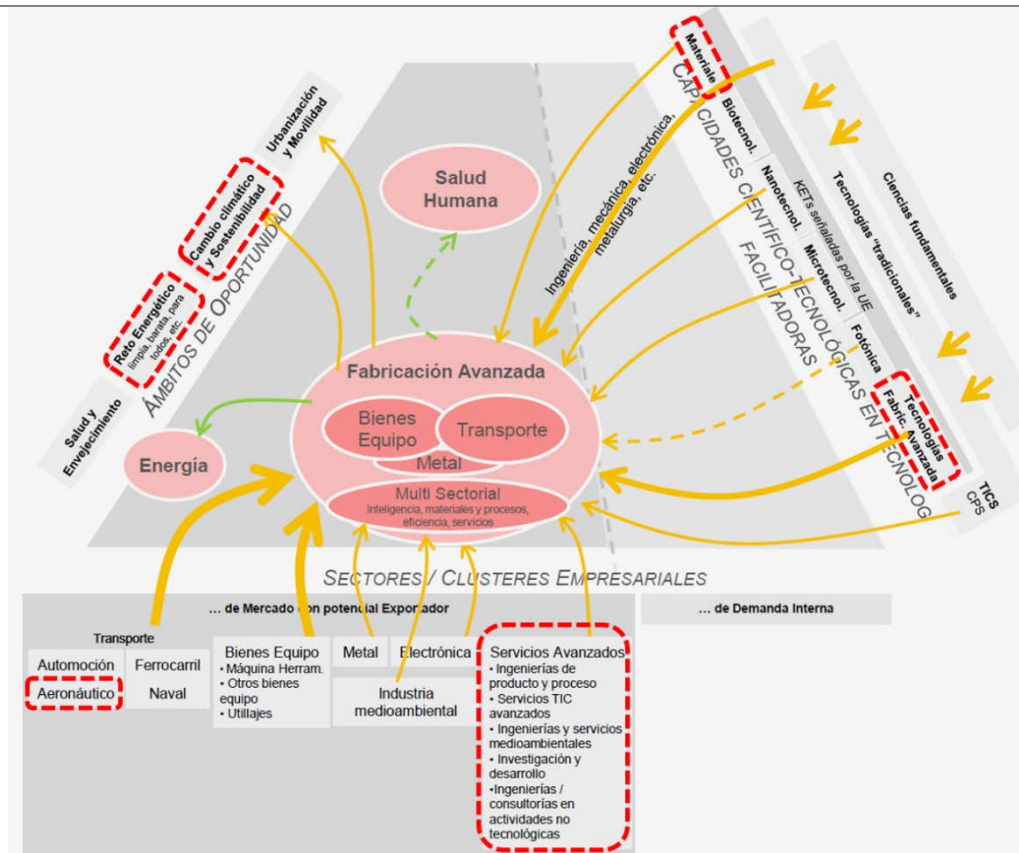 Urbanización
y Movilidad
Cambio climático
y Sostenibilidad
Reto Energético
limpia, barata, para
todos, etc.
Salud y
Envejecimiento
ÁMBITOS DE OPORTUNIDAD
Salud
Humana
Energía
Fabricación Avanzada
Bienes
Equipo
Transporte
Metal
Multi Sectorial
Inteligencia, materiales y procesos,
eficiencia, servicios
Ingeniería, mecánica, electrónica,
metalurgia, etc.
Materiale
Biotecnol.
Nanotecnol.
Microtecnol.
Fotónica
Tecnologías
Fabric. Avanzada
TICS
CPS
KETs señaladas por la UE
Tecnologías "tradicionales"
Ciencias fundamentales
CAPACIDADES CIENTÍFICO-TECNOLÓGICAS EN TECNOLOG
FACILITADORAS
SECTORES / CLUSTERES EMPRESARIALES
... de Mercado con potencial Exportador
... de Demanda Interna
Transporte
Automoción
Ferrocarril
Aeronáutico
Naval
Bienes Equipo
• Máquina Herram.
• Otros bienes
equipo
• Utillajes
Metal
Electrónica
Industria
medioambiental
Servicios Avanzados
• Ingenierías de
producto y proceso
• Servicios TIC
avanzados
• Ingenierías y servicios
medioambientales
• Investigación y
desarrollo
•Ingenierías /
consultorías en
actividades no
tecnológicas